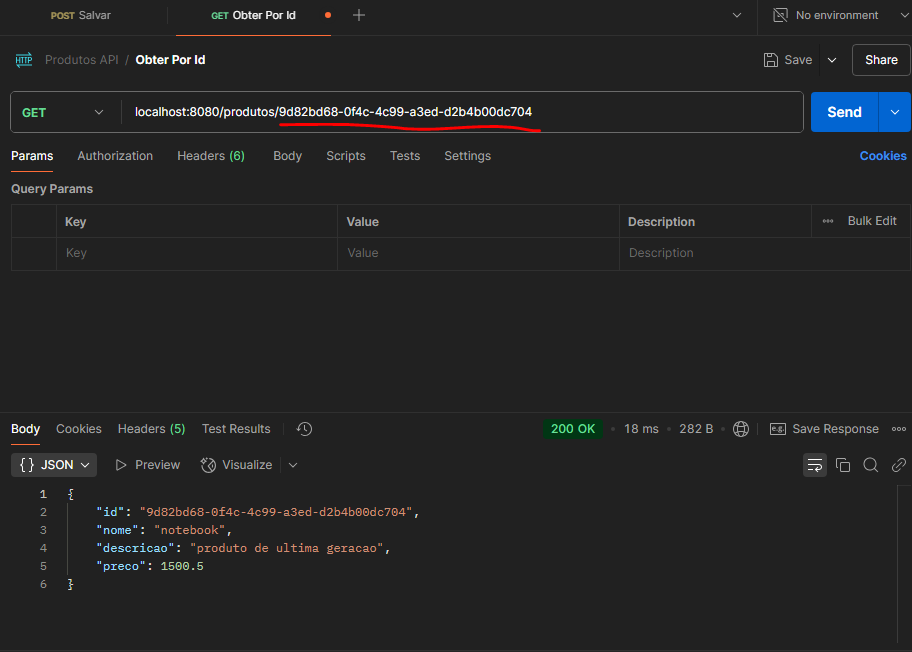 POST Salvar GET Obter Por Id No environment
HTTP Produtos API / Obter Por Id Save Share
GET localhost:8080/produtos/9d82bd68-0f4c-4c99-a3ed-d2b4b00dc704 Send
Params Authorization Headers (6) Body Scripts Tests Settings Cookies
Query Params
Key Value Description Bulk Edit
Key Value Description
Body Cookies Headers (5) Test Results 200 OK 18 ms 282 B e.g. Save Response
{} JSON Preview Visualize
1 {
2 "id": "9d82bd68-0f4c-4c99-a3ed-d2b4b00dc704",
3 "nome": "notebook",
4 "descricao": "produto de ultima geracao",
5 "preco": 1500.5
6 }